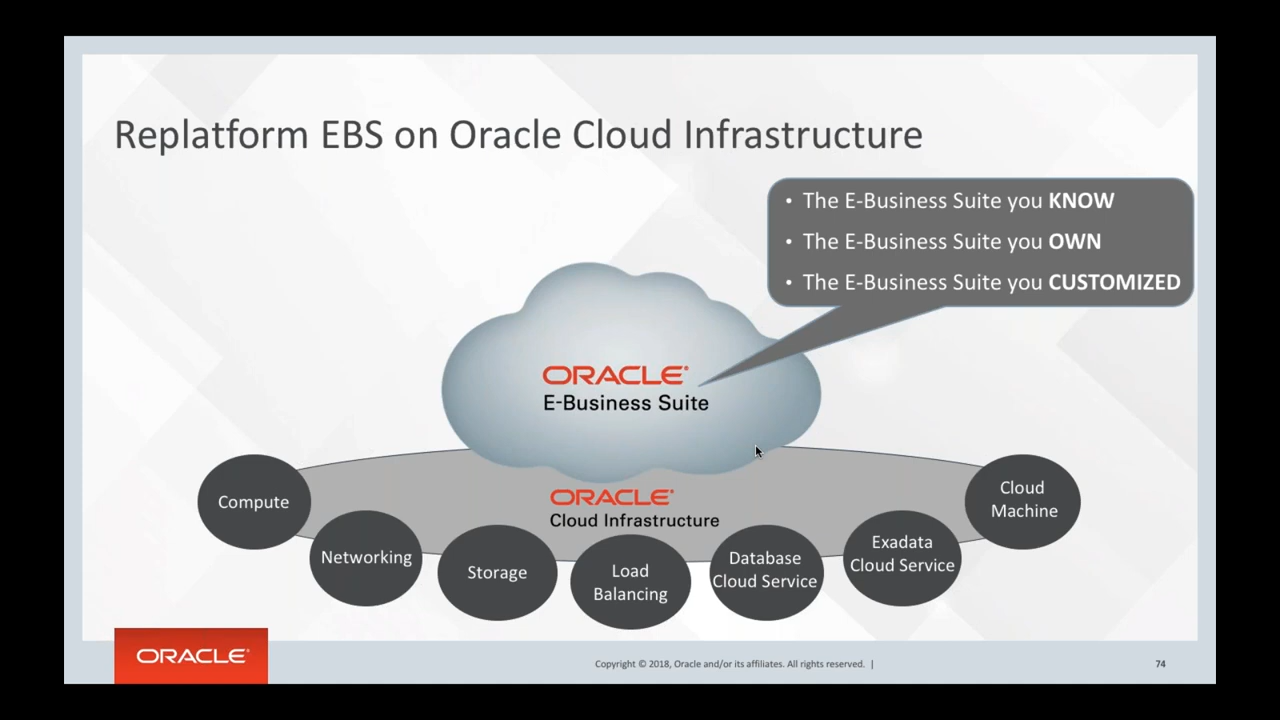 Replatform EBS on Oracle Cloud Infrastructure
• The E-Business Suite you KNOW
• The E-Business Suite you OWN
• The E-Business Suite you CUSTOMIZED
ORACLE®
E-Business Suite
ORACLE®
Cloud Infrastructure
Compute
Networking
Storage
Load
Balancing
Database
Cloud Service
Exadata
Cloud Service
Cloud
Machine
ORACLE®
Copyright © 2018, Oracle and/or its affiliates. All rights reserved. |
74